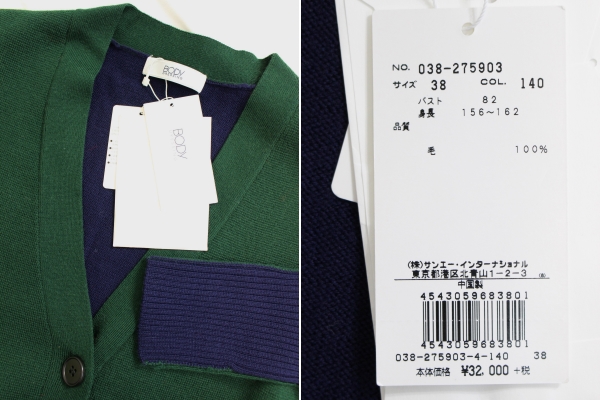 BODY
BODY
NO. 038-275903
サイズ 38 COL. 140
バスト 82
身長 156~162
品質
毛 100%
(株)サンエー・インターナショナル
東京都港区北青山1-2-3
中国製
4543059683801
038-275903-4-140 38
本体価格 ¥32,000 +税